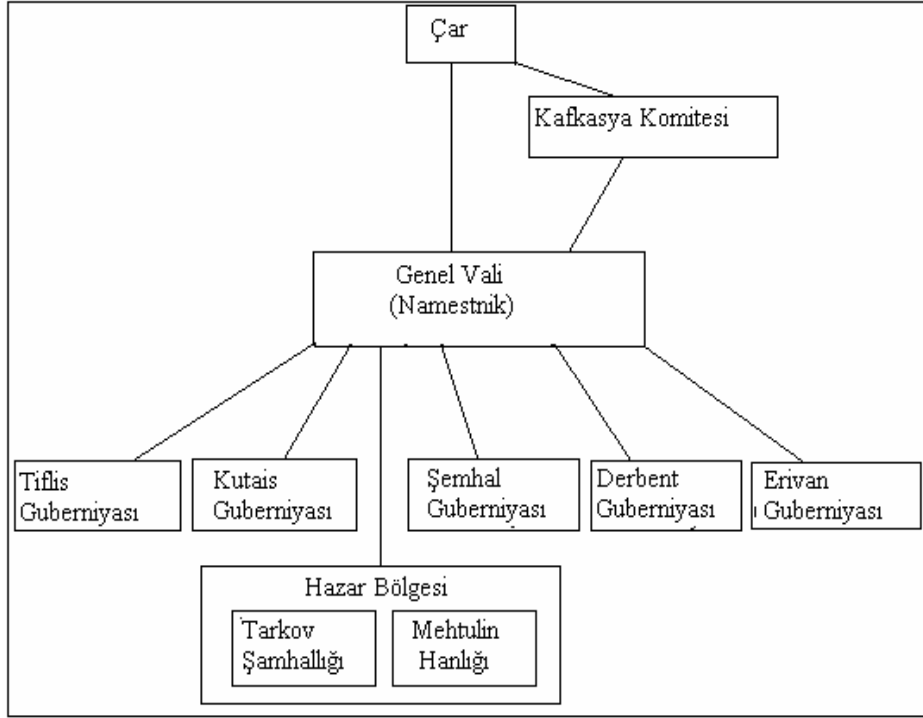 Çar
Kafkasya Komitesi
Genel Vali
(Namestnik)
Tiflis
Guberniyası
Kutais
Guberniyası
Şemhal
Guberniyası
Derbent
Guberniyası
Erivan
Guberniyası
Hazar Bölgesi
Tarkov
Şamhallığı
Mehtulin
Hanlığı